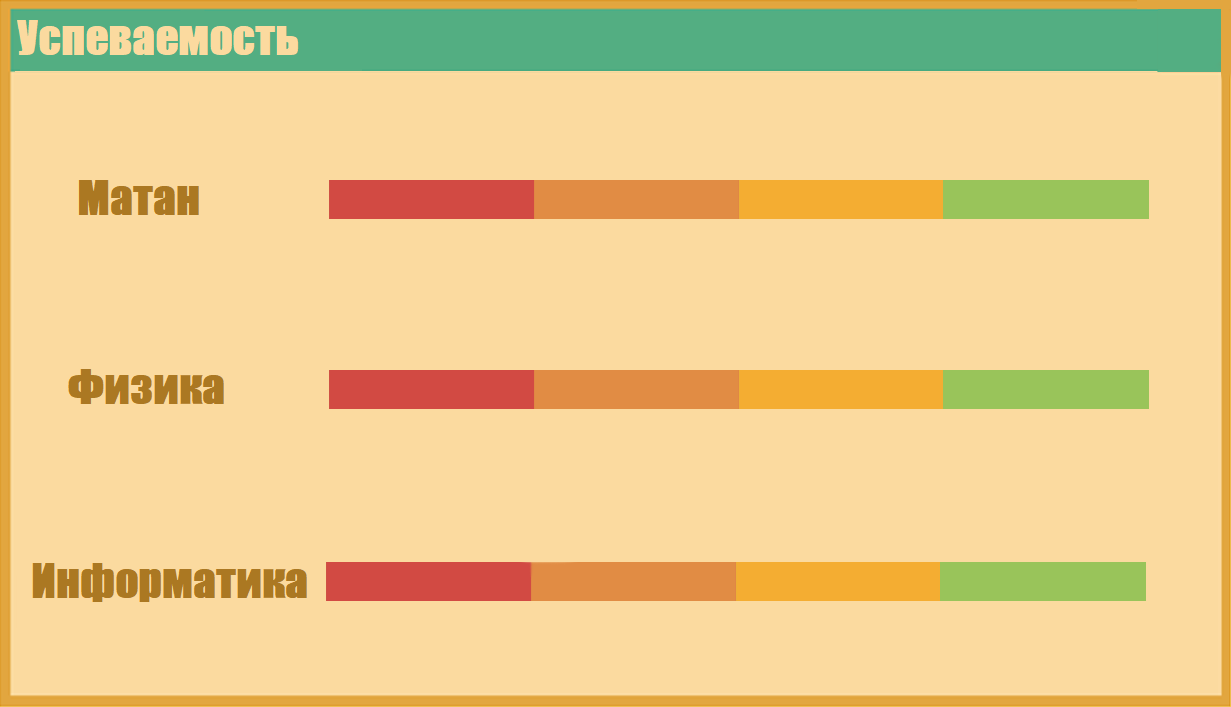 Успеваемость
Матан
Физика
Информатика